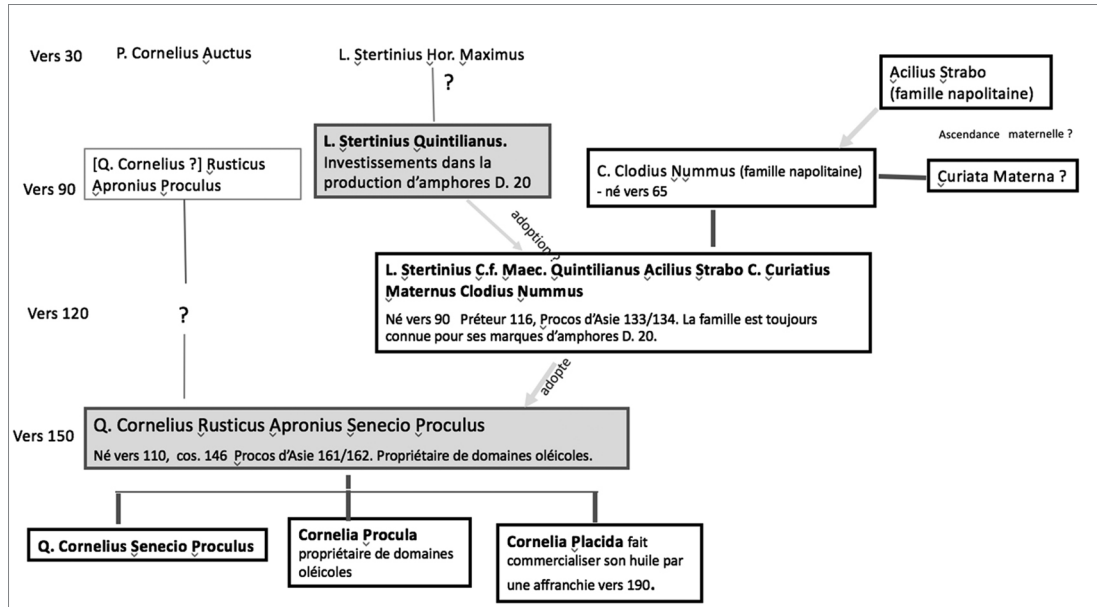 Vers 30
P. Cornelius Auctus
L. Stertinius Hor. Maximus
?
Acilius Strabo
(famille napolitaine)
Ascendance maternelle ?
Vers 90
[Q. Cornelius ?] Rusticus
Apronius Proculus
L. Stertinius Quintilianus.
Investissements dans la
production d’amphores D. 20
C. Clodius Nummus (famille napolitaine)
- né vers 65
Curiata Materna ?
adoption ?
Vers 120
?
L. Stertinius C.f. Maec. Quintilianus Acilius Strabo C. Curiatius
Maternus Clodius Nummus
Né vers 90 Préteur 116, Procos d’Asie 133/134. La famille est toujours
connue pour ses marques d’amphores D. 20.
adopte
Vers 150
Q. Cornelius Rusticus Apronius Senecio Proculus
Né vers 110, cos. 146 Procos d’Asie 161/162. Propriétaire de domaines oléicoles.
Q. Cornelius Senecio Proculus
Cornelia Procula
propriétaire de domaines
oléicoles
Cornelia Placida fait
commercialiser son huile par
une affranchie vers 190.